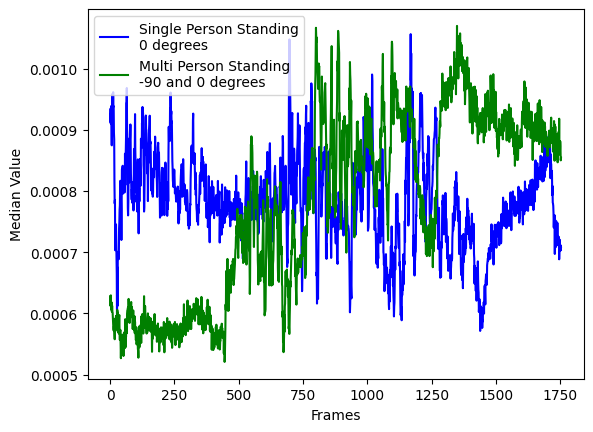 Single Person Standing
0 degrees
Multi Person Standing
-90 and 0 degrees
0.0010
0.0009
0.0008
0.0007
0.0006
0.0005
Median Value
0 250 500 750 1000 1250 1500 1750
Frames